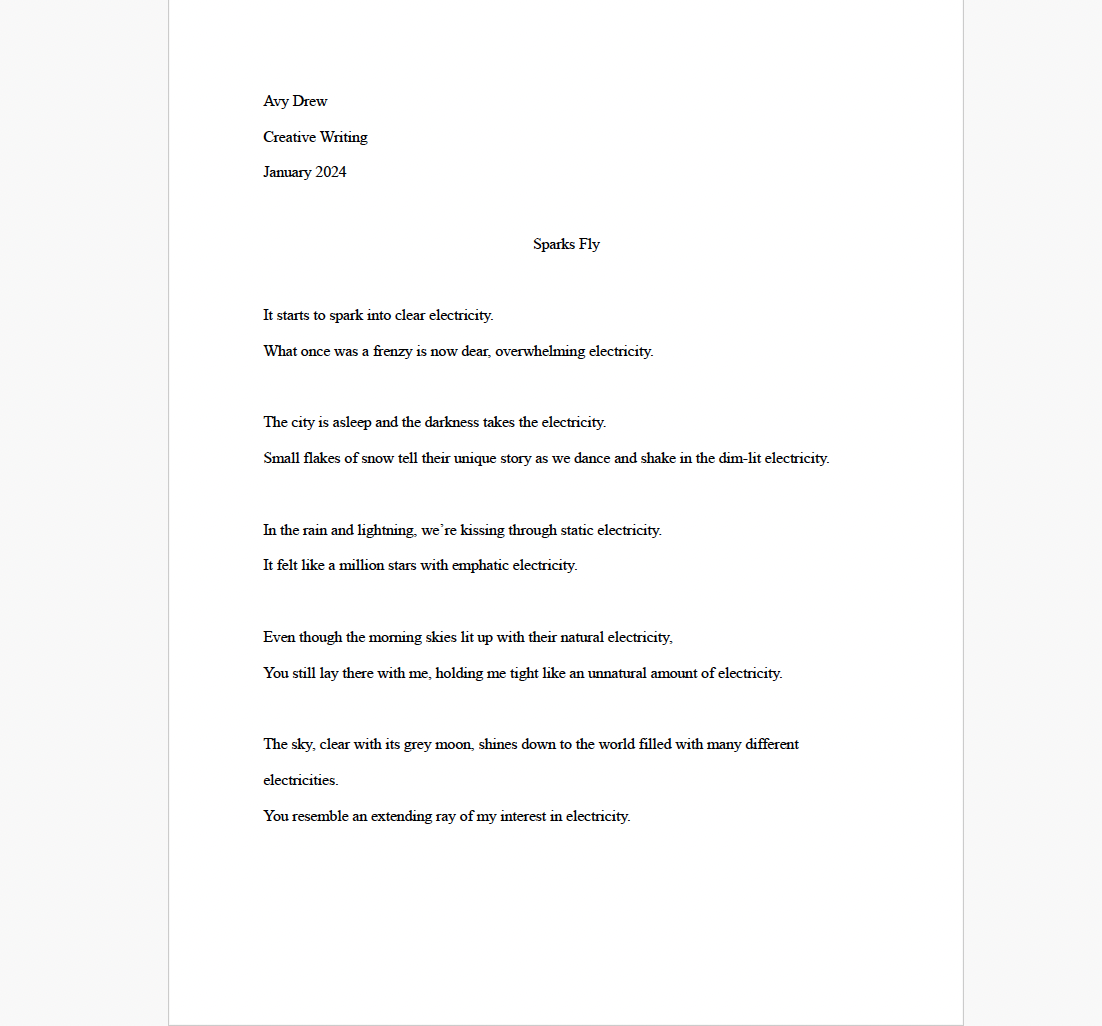 Avy Drew
Creative Writing
January 2024
Sparks Fly
It starts to spark into clear electricity.
What once was a frenzy is now dear, overwhelming electricity.
The city is asleep and the darkness takes the electricity.
Small flakes of snow tell their unique story as we dance and shake in the dim-lit electricity.
In the rain and lightning, we’re kissing through static electricity.
It felt like a million stars with emphatic electricity.
Even though the morning skies lit up with their natural electricity,
You still lay there with me, holding me tight like an unnatural amount of electricity.
The sky, clear with its grey moon, shines down to the world filled with many different
electricities.
You resemble an extending ray of my interest in electricity.